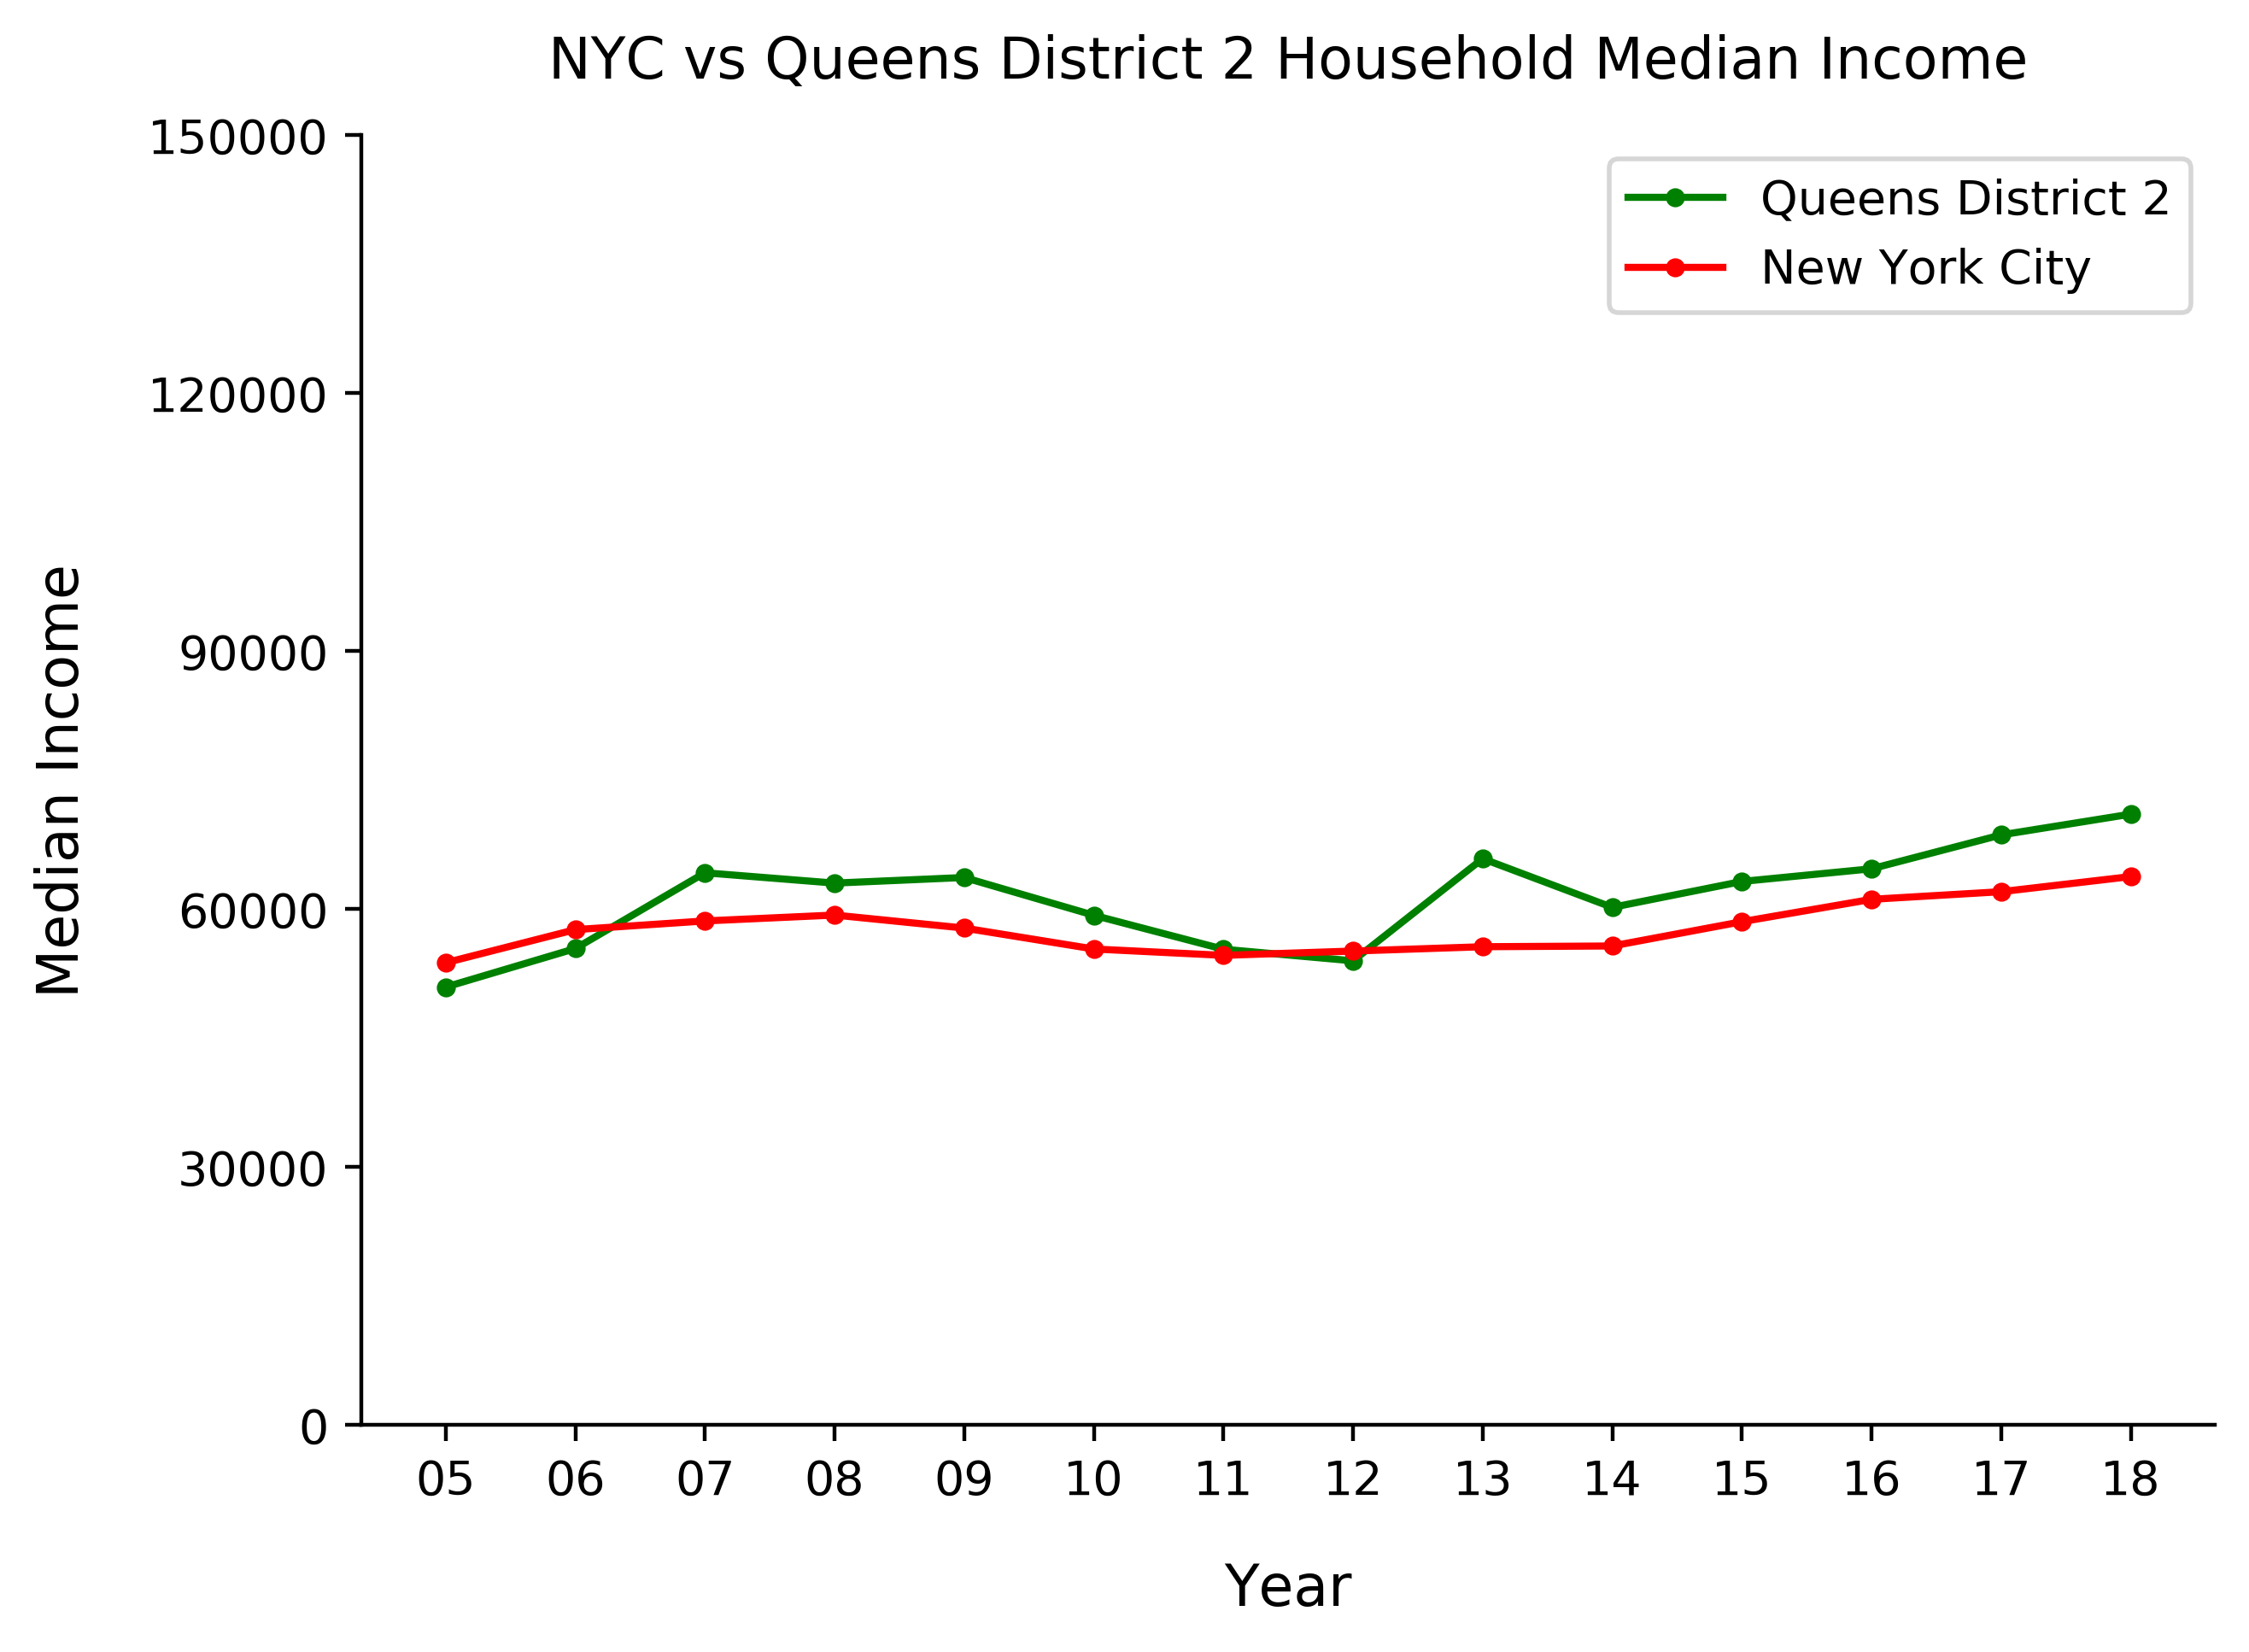 NYC vs Queens District 2 Household Median Income
150000
120000
90000
60000
30000
0
Median Income
Queens District 2
New York City
05 06 07 08 09 10 11 12 13 14 15 16 17 18
Year